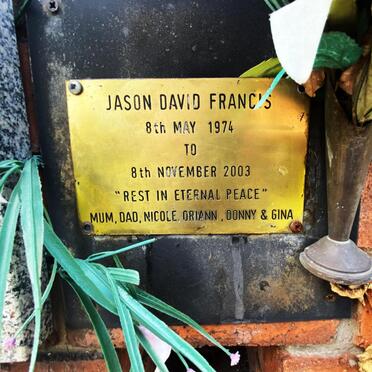 JASON DAVID FRANCIS
8th MAY 1974
TO
8th NOVEMBER 2003
"REST IN ETERNAL PEACE"
MUM, DAD, NICOLE, ORIANN, DONNY & GINA